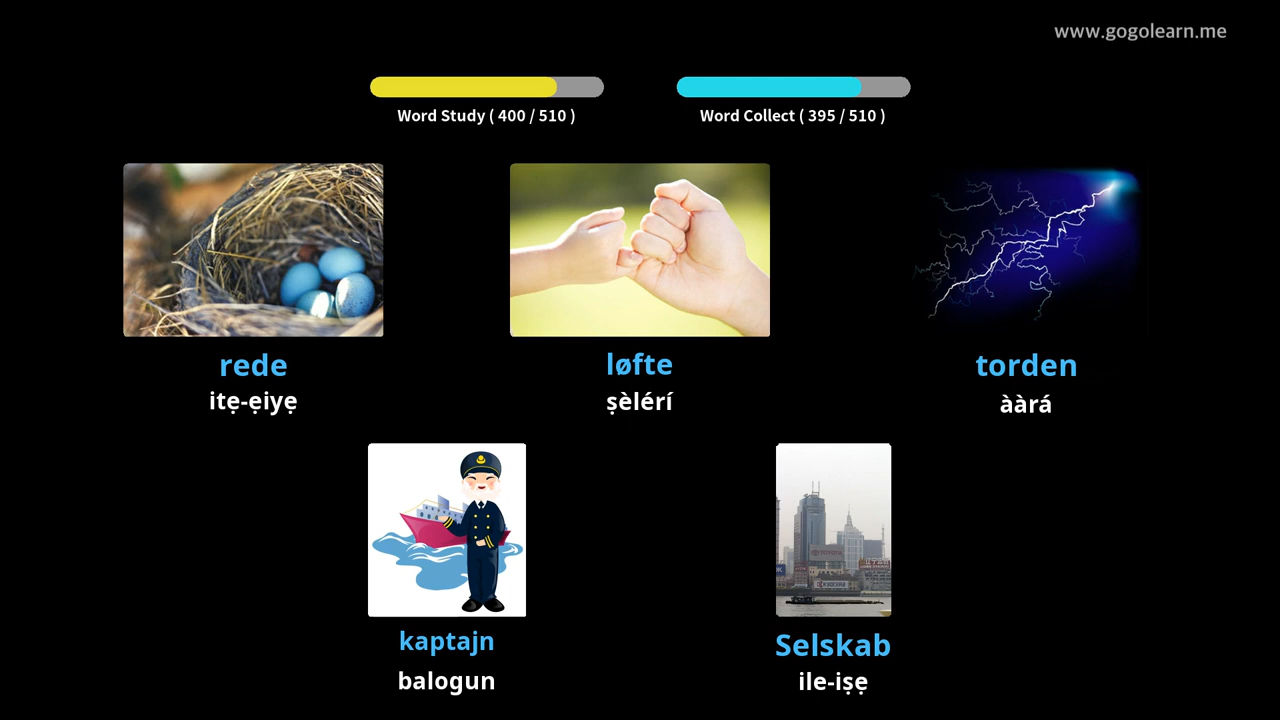 www.gogolearn.me
Word Study ( 400 / 510 )
Word Collect ( 395 / 510 )
rede
løfte
torden
itẹ-ẹiyẹ
ṣèlérí
ààrá
kaptajn
Selskab
balogun
ile-iṣẹ